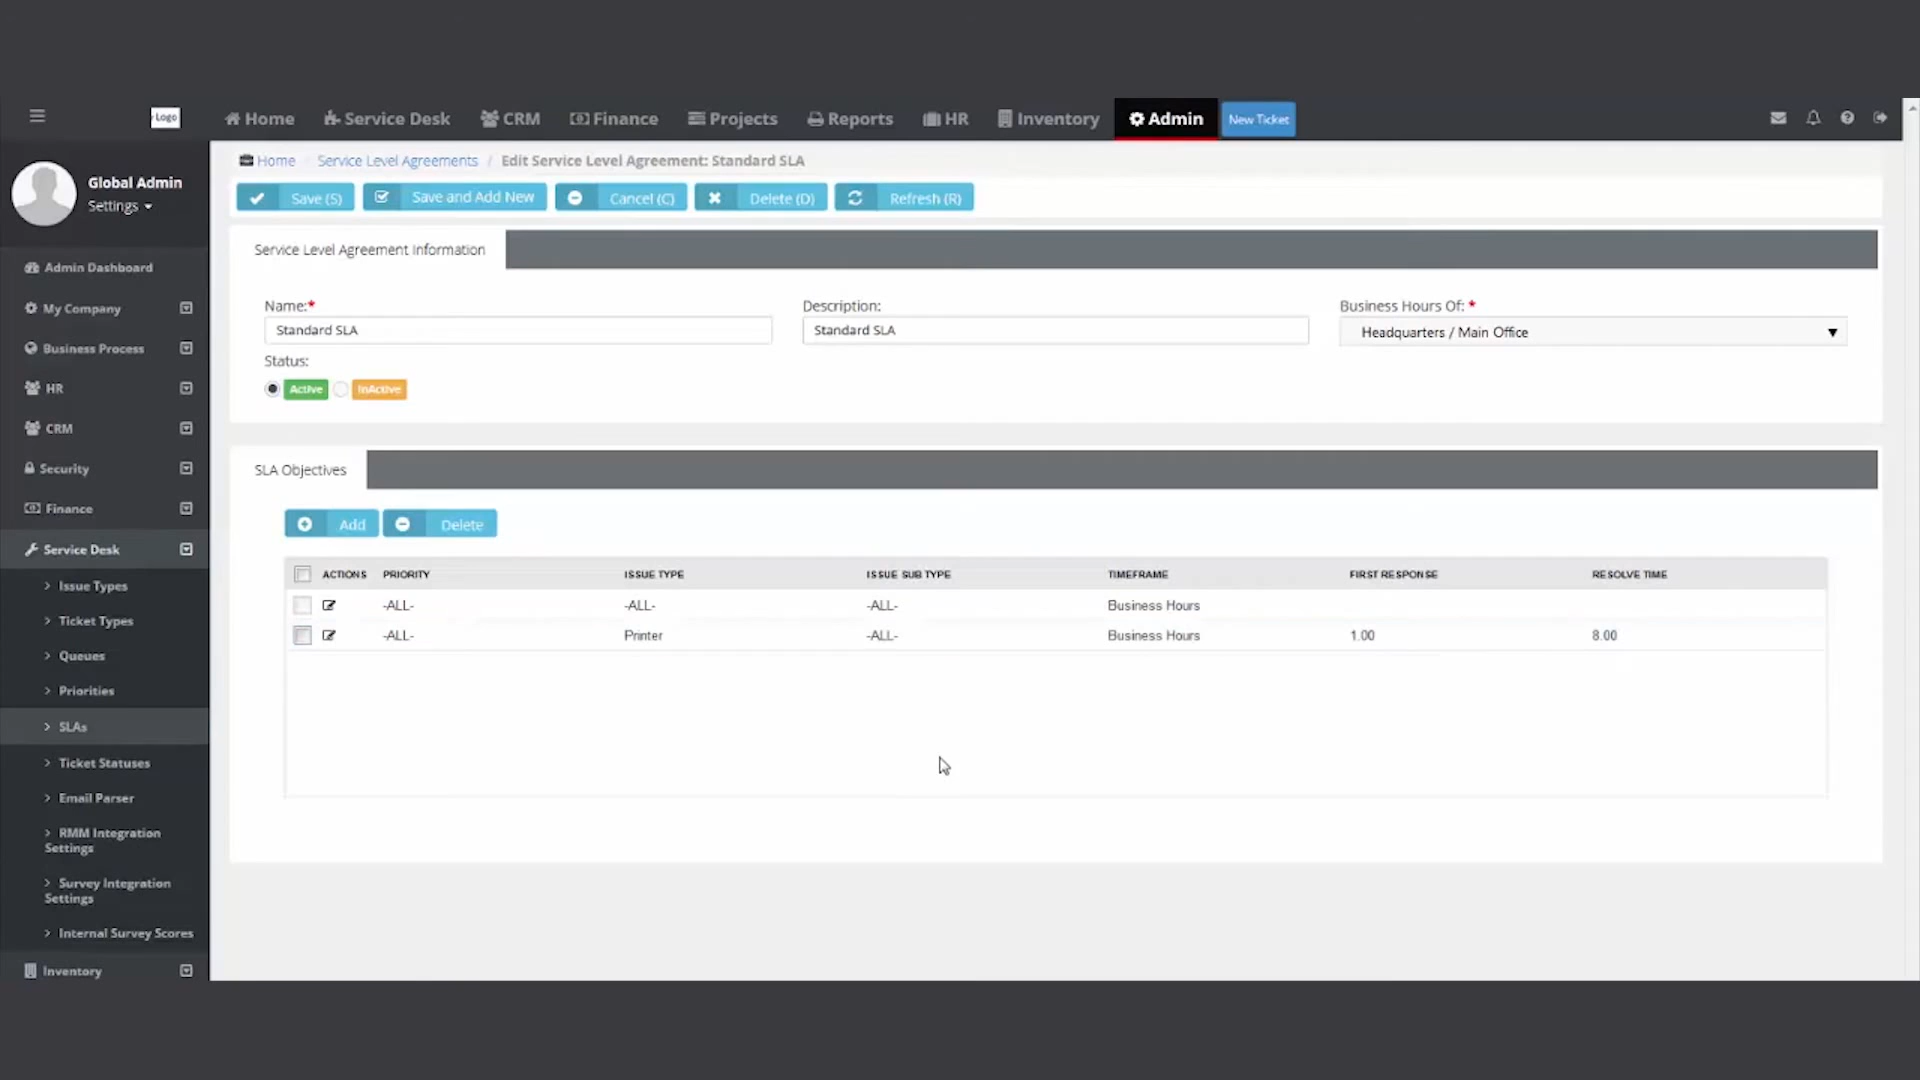 Logo
Home
Service Desk
CRM
Finance
Projects
Reports
HR
Inventory
Admin
New Ticket
Global Admin
Settings
Home / Service Level Agreements / Edit Service Level Agreement: Standard SLA
Save (S)
Save and Add New
Cancel (C)
Delete (D)
Refresh (R)
Admin Dashboard
My Company
Business Process
HR
CRM
Security
Finance
Service Desk
Issue Types
Ticket Types
Queues
Priorities
SLAs
Ticket Statuses
Email Parser
RMM Integration
Settings
Survey Integration
Settings
Internal Survey Scores
Inventory
Service Level Agreement Information
Name:*
Standard SLA
Description:
Standard SLA
Business Hours Of: *
Headquarters / Main Office
Status:
Active
InActive
SLA Objectives
Add
Delete
ACTIONS PRIORITY ISSUE TYPE ISSUE SUB TYPE TIMEFRAME FIRST RESPONSE RESOLVE TIME
-ALL- -ALL- -ALL- Business Hours
-ALL- Printer -ALL- Business Hours 1.00 8.00